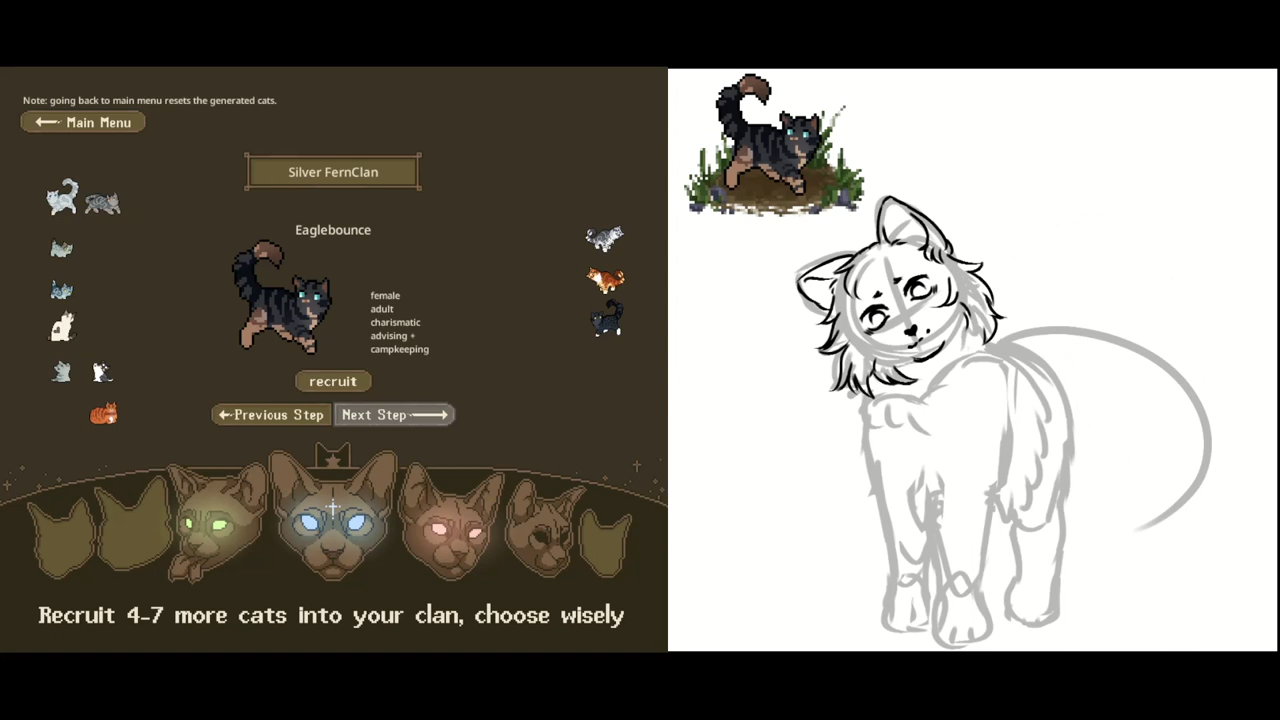 Note: going back to main menu resets the generated cats.
Main Menu
Silver FernClan
Eaglebounce
female
adult
charismatic
advising +
campkeeping
recruit
Previous Step
Next Step
Recruit 4-7 more cats into your clan, choose wisely